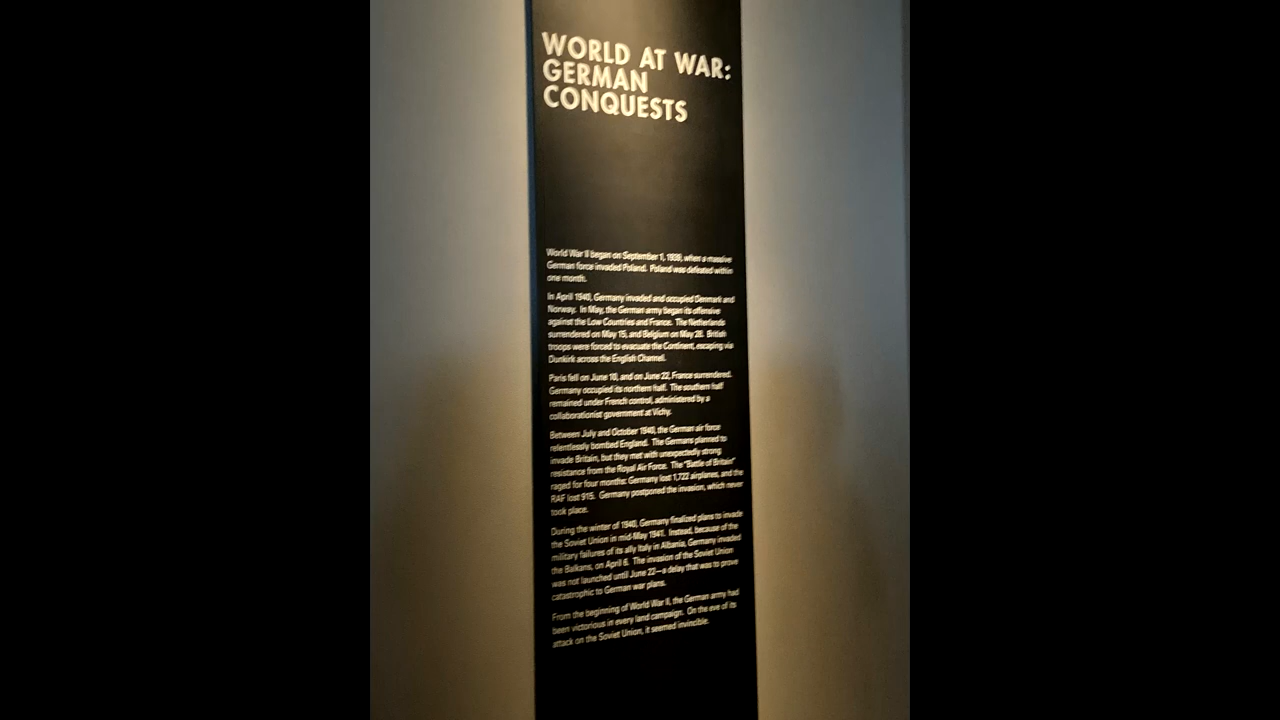 WORLD AT WAR:
GERMAN
CONQUESTS
World War II began on September 1, 1939, when a massive
German force invaded Poland. Poland was defeated within
one month.
In April 1940, Germany invaded and occupied Denmark and
Norway. In May, the German army began its offensive
against the Low Countries and France. The Netherlands
surrendered on May 15, and Belgium on May 28. British
troops were forced to evacuate the Continent, escaping via
Dunkirk across the English Channel.
Paris fell on June and on June 22, France surrendered.
Germany occupied its northern half. The southern half
remained under French control, administered by a
collaborationist government at Vichy.
Between July and October 1940, the German air force
relentlessly bombed England. The Germans planned to
invade Britain, but they met with unexpectedly strong
resistance from the Royal Air Force. The "Battle of Britain"
raged for four months: Germany lost 1,722 airplanes, and the
RAF lost 915. Germany postponed the invasion, which never
took place.
During the winter of 1940, Germany finalized plans to invade
the Soviet Union in mid-May 1941. Instead, because of the
military failures of its ally Italy in Albania, Germany invaded
the Balkans, on April 6. The invasion of the Soviet Union
was not launched until June 22—a delay that was to prove
catastrophic to German war plans.
From the beginning of World War II, the German army had
been victorious in every land campaign. On the eve of its
attack on the Soviet Union, it seemed invincible.